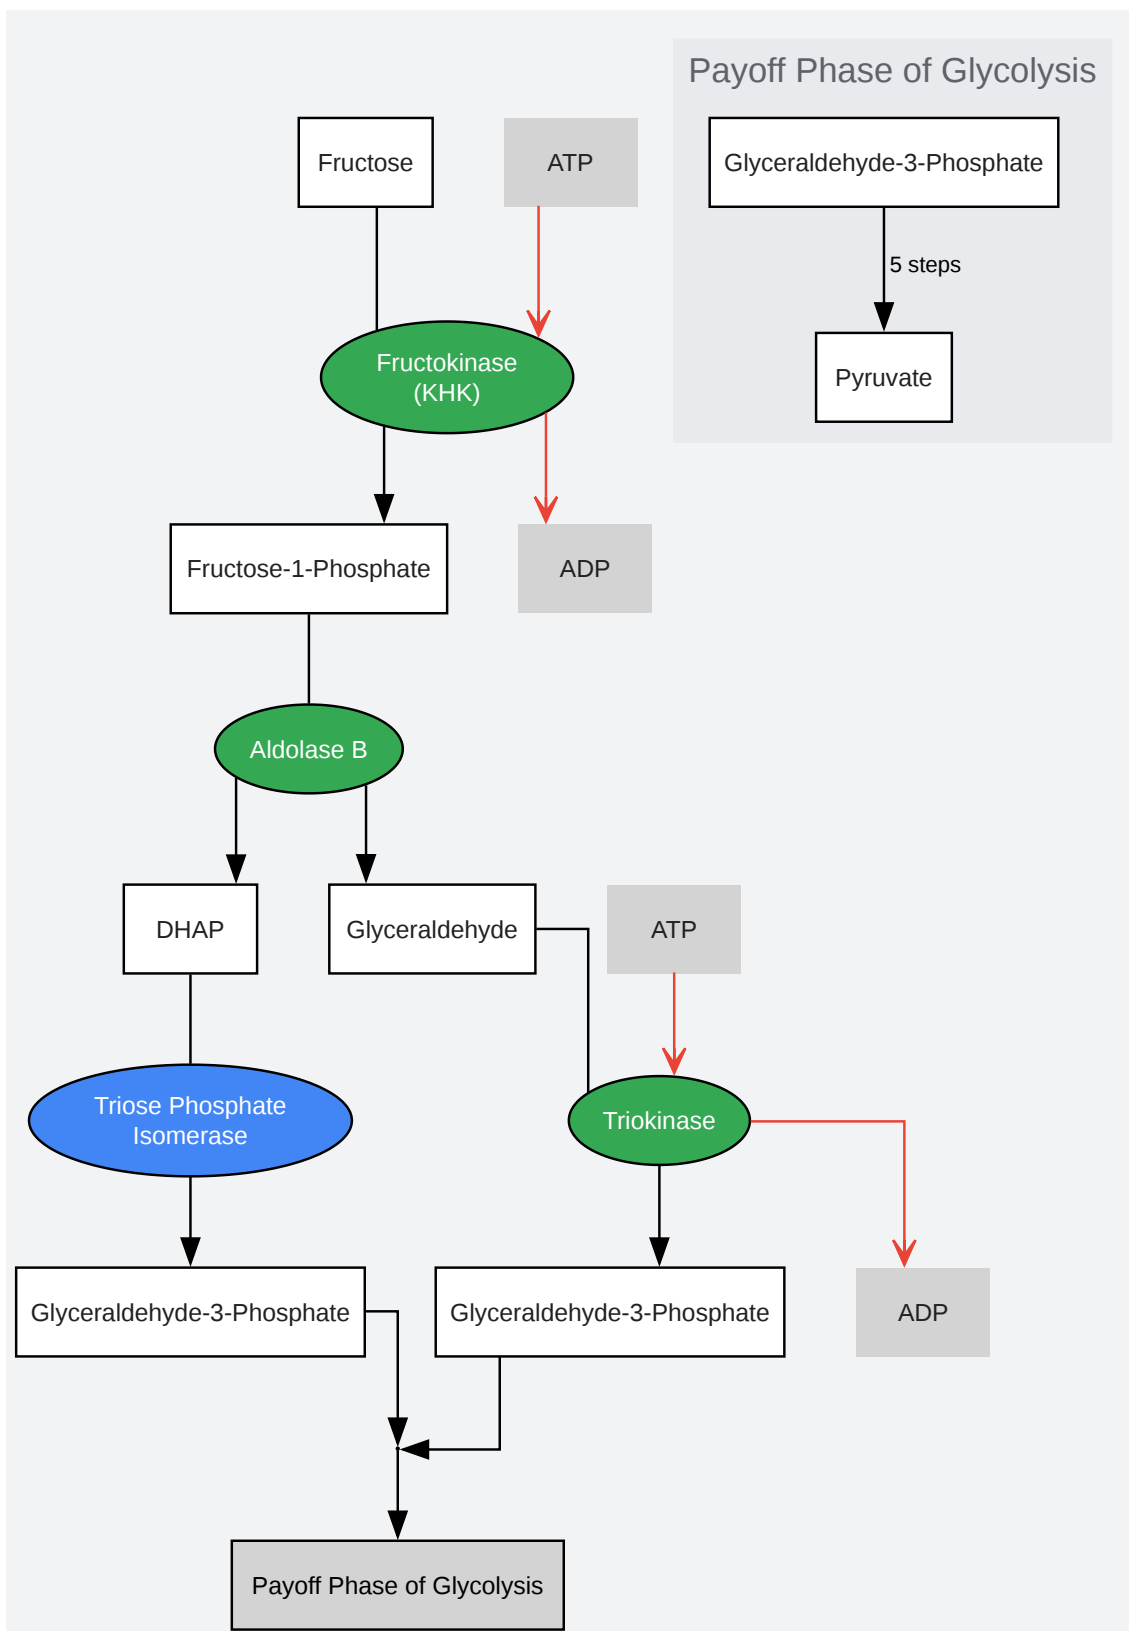 Payoff Phase of Glycolysis
Fructose
ATP
Glyceraldehyde-3-Phosphate
5 steps
Fructokinase
(KHK)
Pyruvate
Fructose-1-Phosphate
ADP
Aldolase B
DHAP
Glyceraldehyde
ATP
Triose Phosphate
Isomerase
Triokinase
Glyceraldehyde-3-Phosphate
Glyceraldehyde-3-Phosphate
ADP
Payoff Phase of Glycolysis